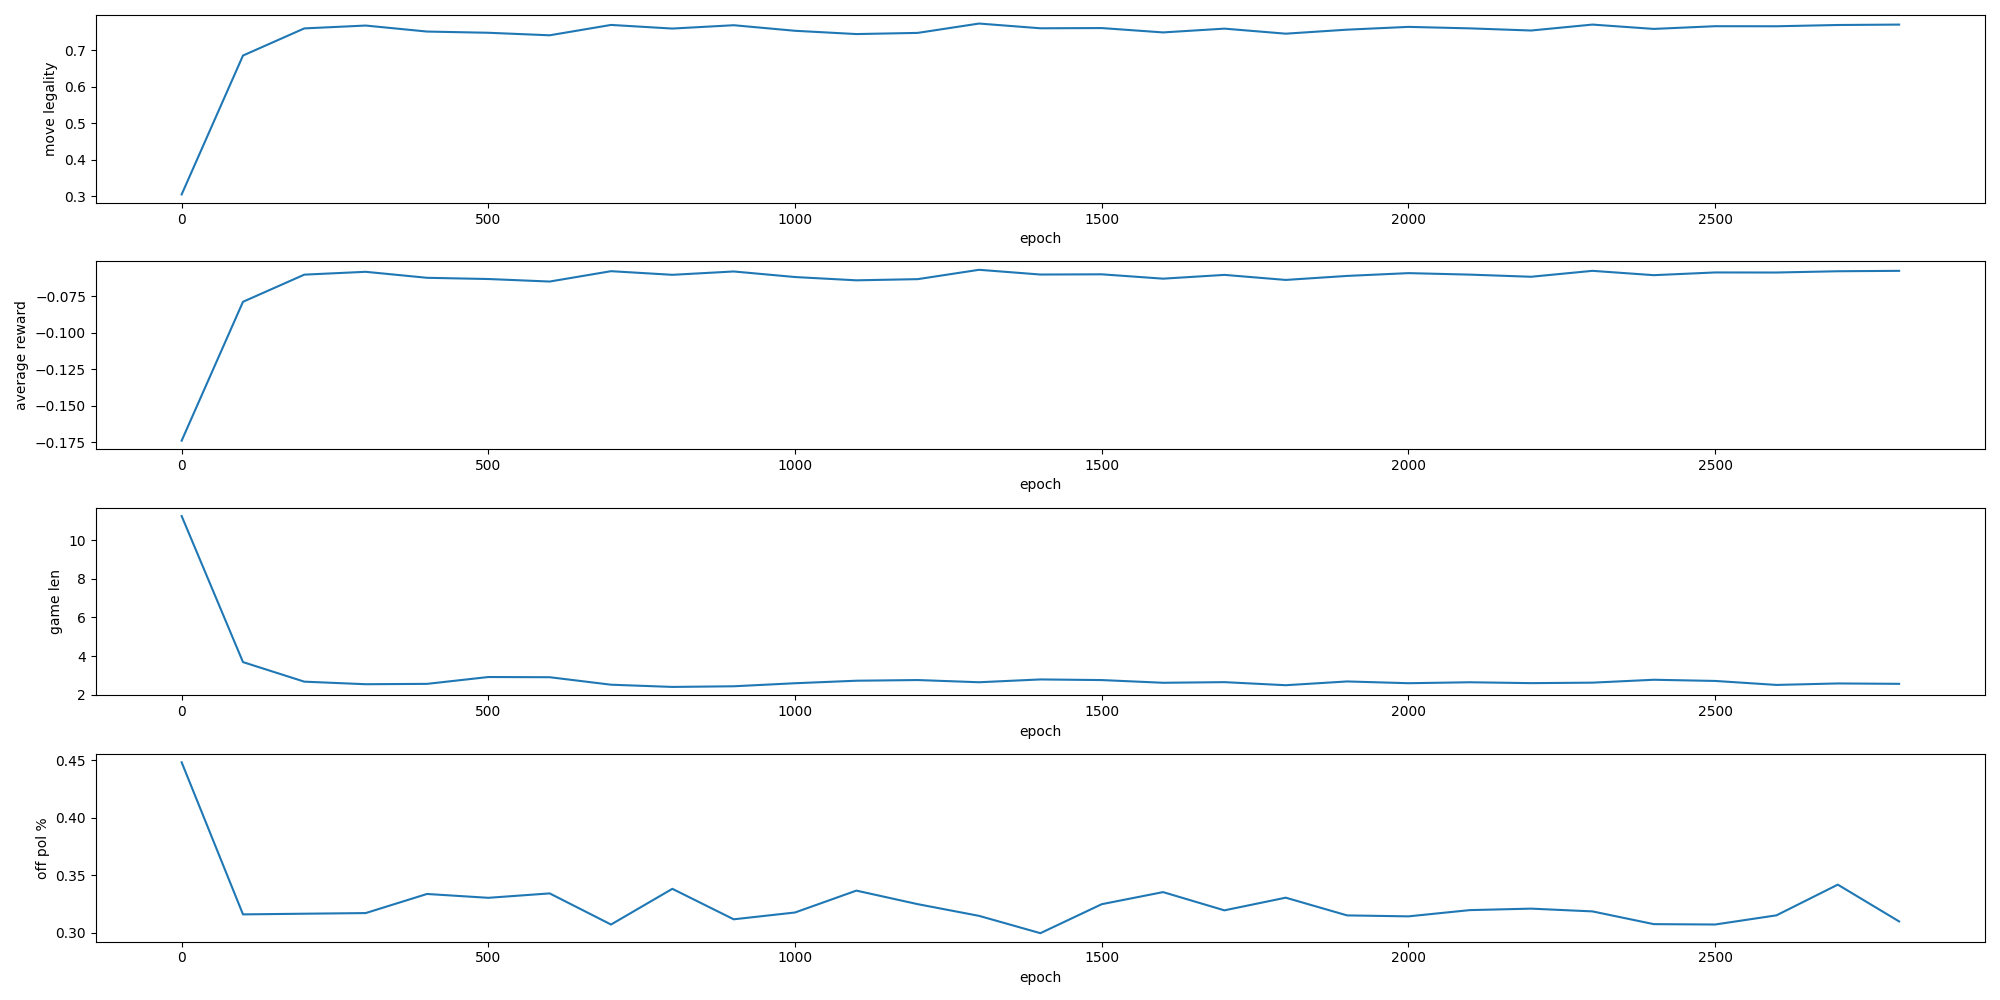 move legality
0.7
0.6
0.5
0.4
0.3
0 500 1000 1500 2000 2500
epoch
average reward
−0.075
−0.100
−0.125
−0.150
−0.175
0 500 1000 1500 2000 2500
epoch
game len
10
8
6
4
2
0 500 1000 1500 2000 2500
epoch
off pol %
0.45
0.40
0.35
0.30
0 500 1000 1500 2000 2500
epoch